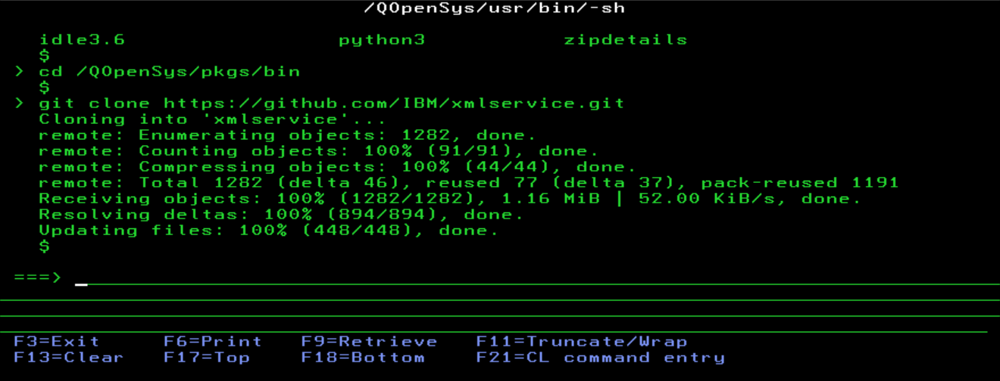 /QOpenSys/usr/bin/-sh
idle3.6 python3 zipdetails
$
> cd /QOpenSys/pkgs/bin
$
> git clone https://github.com/IBM/xmlservice.git
Cloning into 'xmlservice'...
remote: Enumerating objects: 1282, done.
remote: Counting objects: 100% (91/91), done.
remote: Compressing objects: 100% (44/44), done.
remote: Total 1282 (delta 46), reused 77 (delta 37), pack-reused 1191
Receiving objects: 100% (1282/1282), 1.16 MiB | 52.00 KiB/s, done.
Resolving deltas: 100% (894/894), done.
Updating files: 100% (448/448), done.
$
===> _
F3=Exit F6=Print F9=Retrieve F11=Truncate/Wrap
F13=Clear F17=Top F18=Bottom F21=CL command entry